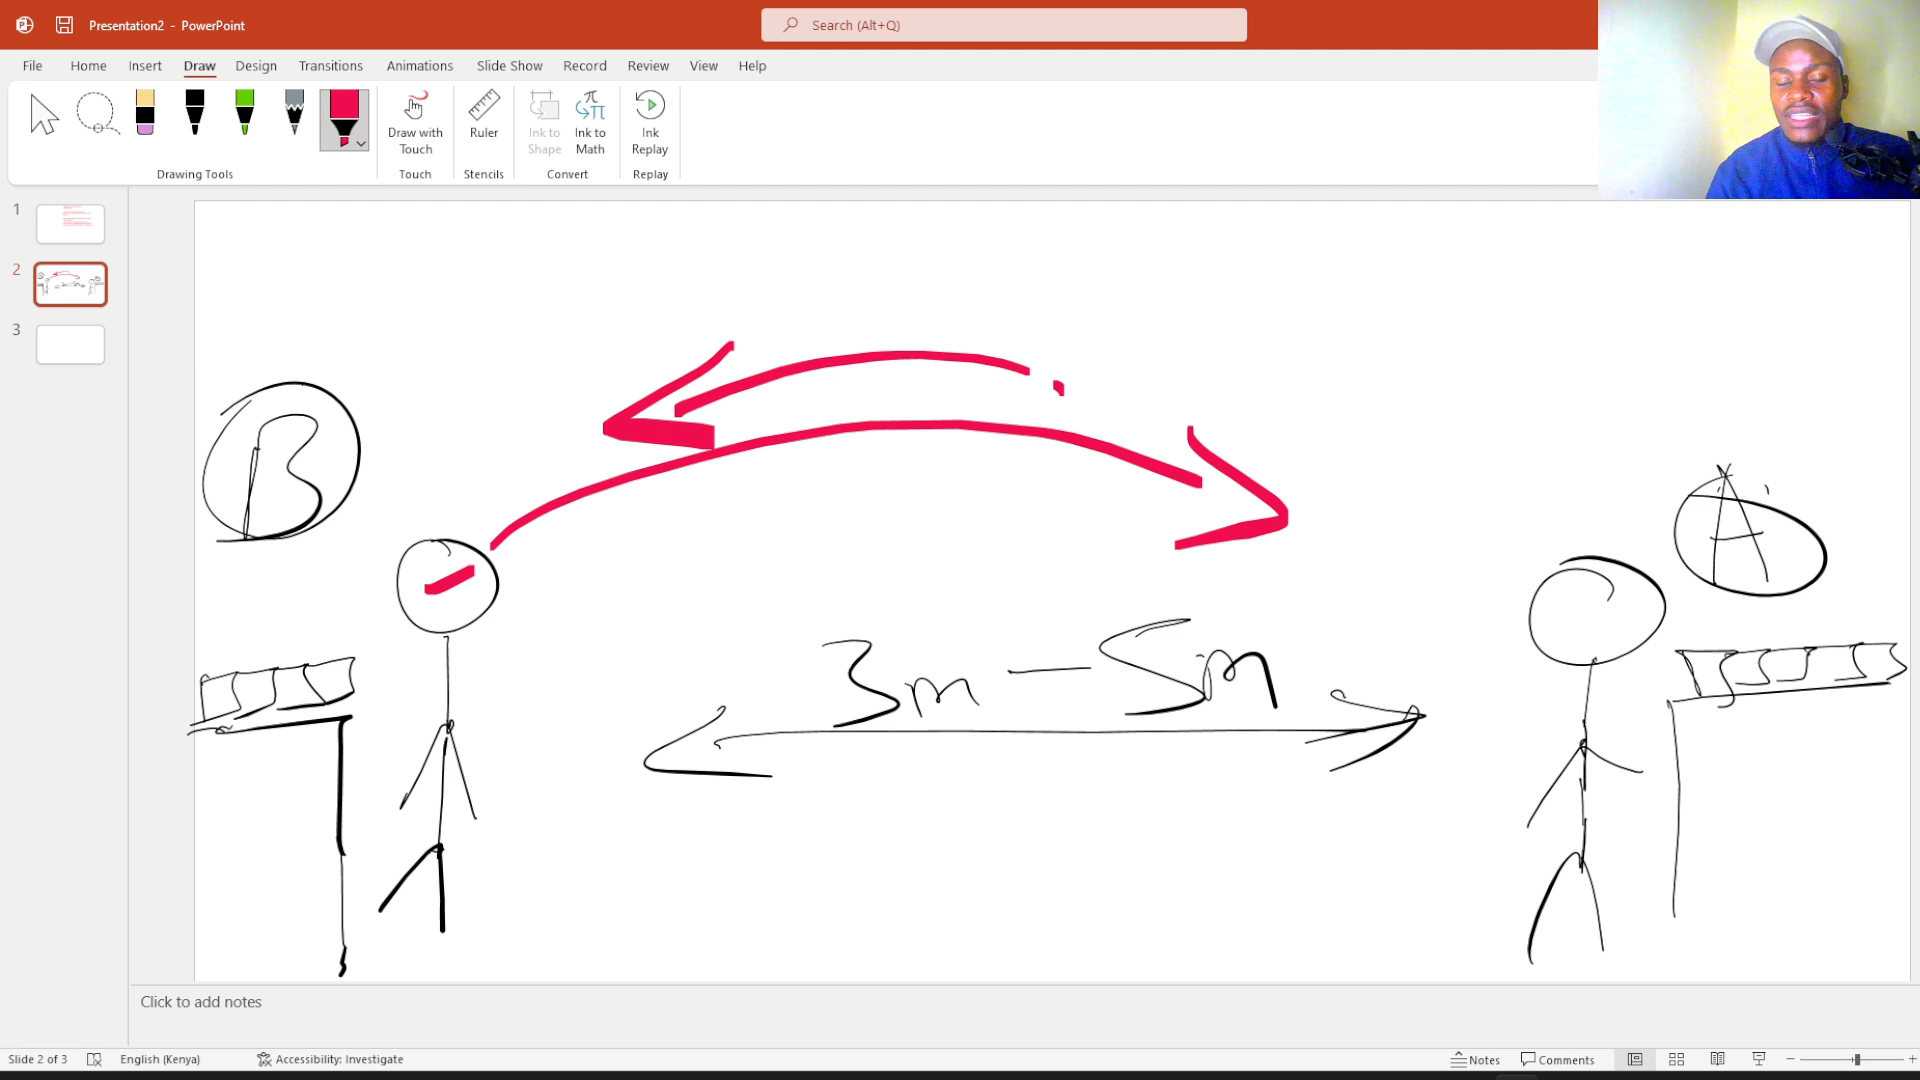 Presentation2 - PowerPoint
Search (Alt+Q)
File Home Insert Draw Design Transitions Animations Slide Show Record Review View Help
Draw with Touch
Ruler
Ink to Shape
Ink to Math
Ink Replay
Drawing Tools Touch Stencils Convert Replay
1
2
3
B
A
3m - 5m
Click to add notes
Slide 2 of 3 English (Kenya) Accessibility: Investigate Notes Comments